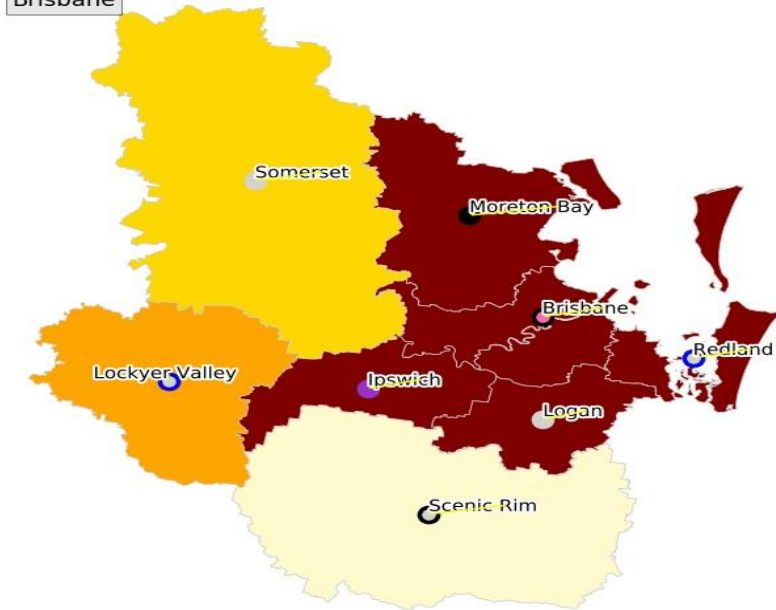 Brisbane
Somerset
Moreton Bay
Brisbane
Redland
Lockyer Valley
Ipswich
Logan
Scenic Rim